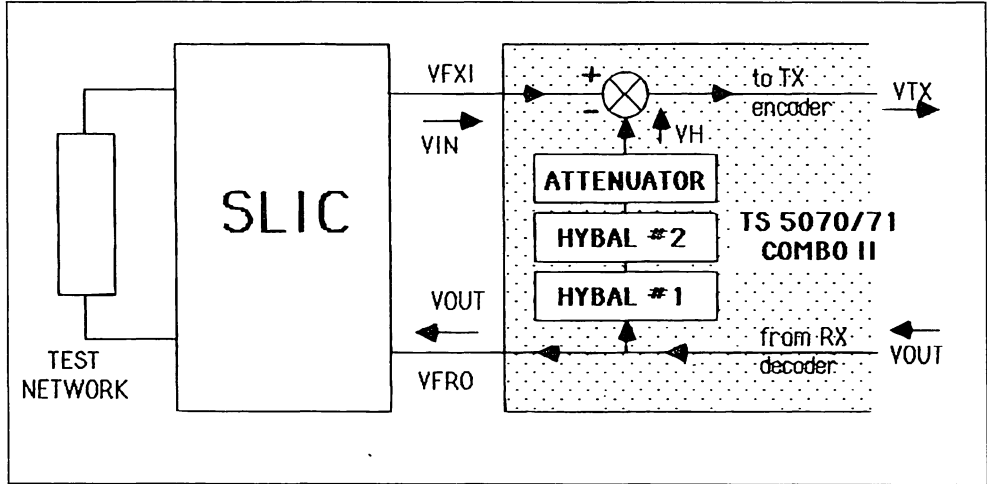 VFXI
+
-
to TX
encoder
VTX
VIN
VH
ATTENUATOR
SLIC
HYBAL #2
TS 5070/71
COMBO II
HYBAL #1
VOUT
from RX
decoder
VOUT
TEST
NETWORK
VFRO